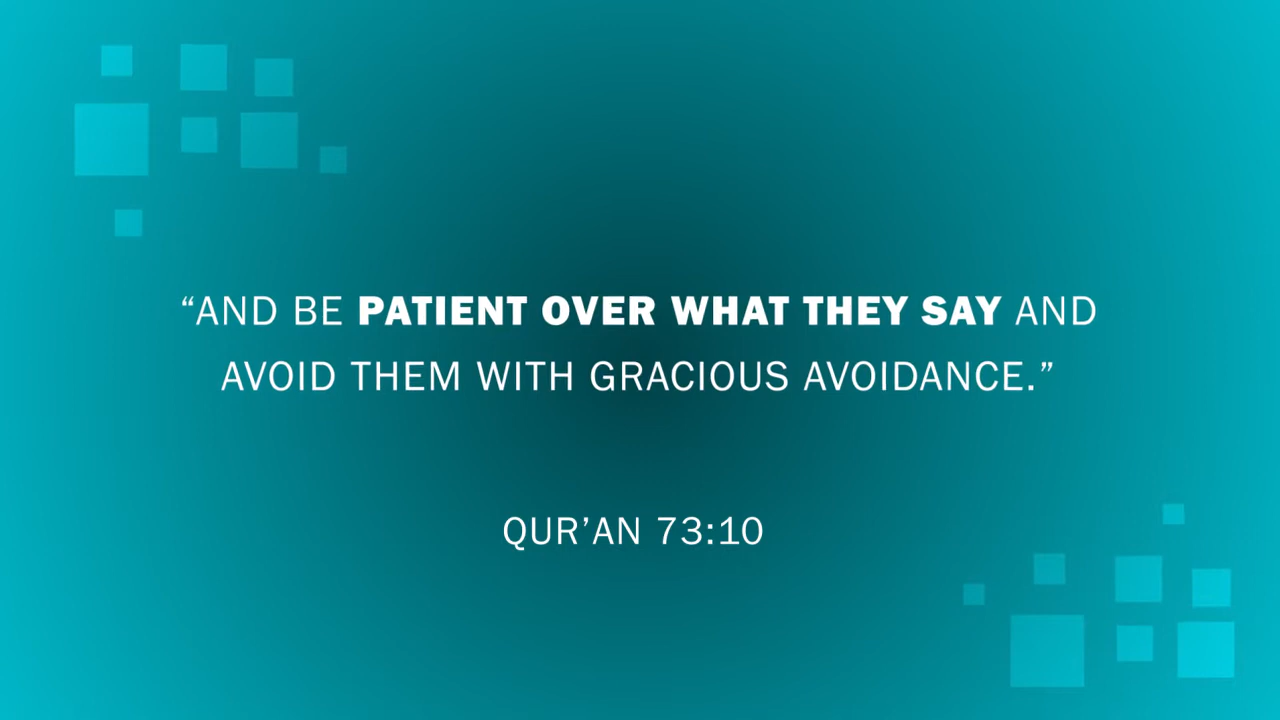 “AND BE PATIENT OVER WHAT THEY SAY AND
AVOID THEM WITH GRACIOUS AVOIDANCE.”
QUR’AN 73:10